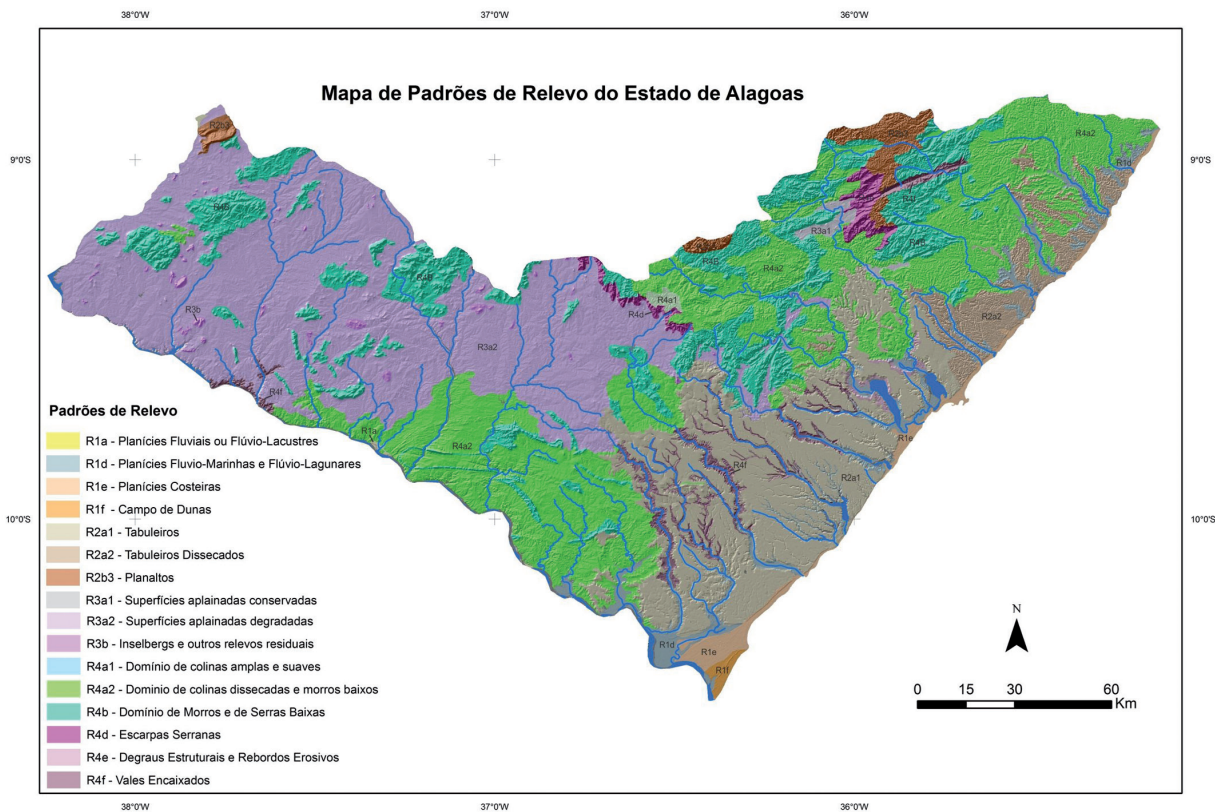 38°0'W 37°0'W 36°0'W
Mapa de Padrões de Relevo do Estado de Alagoas
R2b3
R4a2
9°0'S 9°0'S
R1d
R4f
R3a1
R4a2
R4a1
R3b
R4d
R2a2
R3a2
R4f
R1a
R1e
R4a2
R4f
R2a1
10°0'S 10°0'S
R1d
R1e
R1f
Padrões de Relevo
R1a - Planícies Fluviais ou Flúvio-Lacustres
R1d - Planícies Fluvio-Marinhas e Flúvio-Lagunares
R1e - Planícies Costeiras
R1f - Campo de Dunas
R2a1 - Tabuleiros
R2a2 - Tabuleiros Dissecados
R2b3 - Planaltos
R3a1 - Superfícies aplainadas conservadas
R3a2 - Superfícies aplainadas degradadas
R3b - Inselbergs e outros relevos residuais
R4a1 - Domínio de colinas amplas e suaves
R4a2 - Dominio de colinas dissecadas e morros baixos
R4b - Domínio de Morros e de Serras Baixas
R4d - Escarpas Serranas
R4e - Degraus Estruturais e Rebordos Erosivos
R4f - Vales Encaixados
N
0 15 30 60
Km
38°0'W 37°0'W 36°0'W